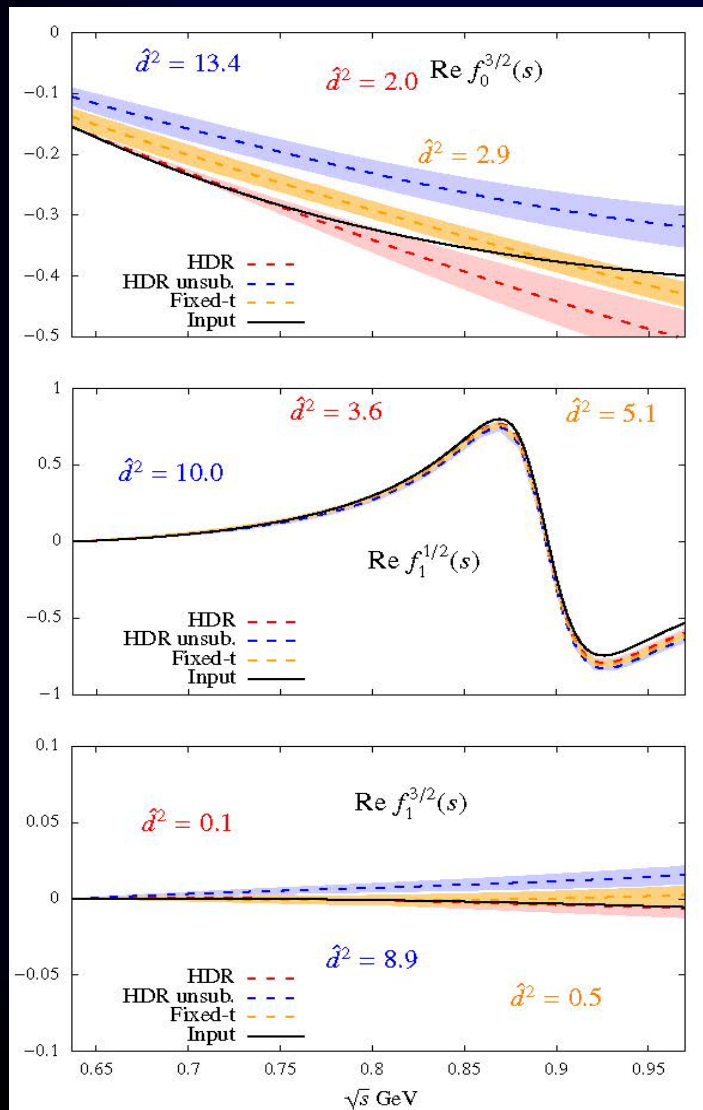 0
−0.1
−0.2
−0.3
−0.4
−0.5
d̂² = 13.4
d̂² = 2.0
Re f₀^{3/2}(s)
d̂² = 2.9
HDR
HDR unsub.
Fixed-t
Input
1
0.5
0
−0.5
−1
d̂² = 3.6
d̂² = 5.1
d̂² = 10.0
Re f₁^{1/2}(s)
HDR
HDR unsub.
Fixed-t
Input
0.1
0.05
0
−0.05
−0.1
Re f₁^{3/2}(s)
d̂² = 0.1
d̂² = 8.9
d̂² = 0.5
HDR
HDR unsub.
Fixed-t
Input
0.65 0.7 0.75 0.8 0.85 0.9 0.95
√s GeV